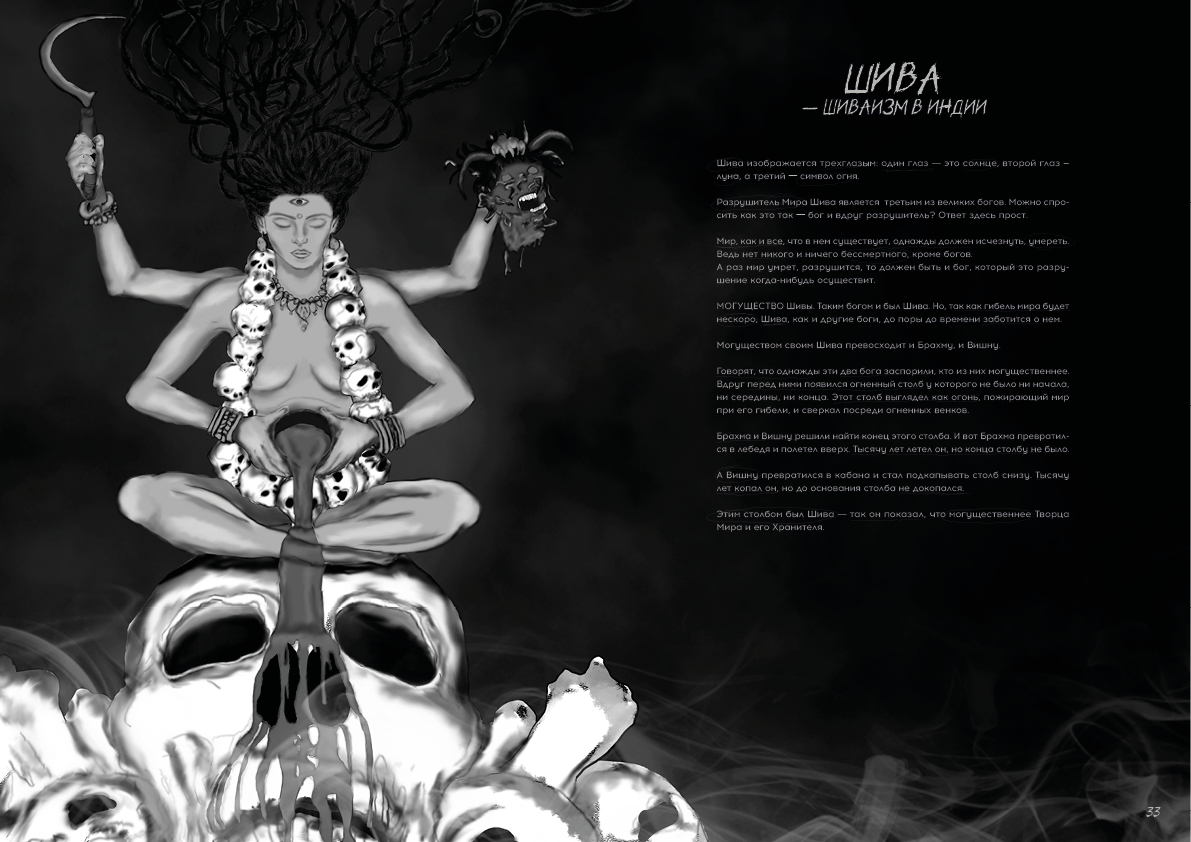 ШИВА
— ШИВАИЗМ В ИНДИИ
Шива изображается трехглазым: один глаз — это солнце, второй глаз –
луна, а третий — символ огня.
Разрушитель Мира Шива является третьим из великих богов. Можно спро-
сить как это так — бог и вдруг разрушитель? Ответ здесь прост.
Мир, как и все, что в нем существует, однажды должен исчезнуть, умереть.
Ведь нет никого и ничего бессмертного, кроме богов.
А раз мир умрет, разрушится, то должен быть и бог, который это разру-
шение когда-нибудь осуществит.
МОГУЩЕСТВО Шивы. Таким богом и был Шива. Но, так как гибель мира будет
нескоро, Шива, как и другие боги, до поры до времени заботится о нем.
Могуществом своим Шива превосходит и Брахму, и Вишну.
Говорят, что однажды эти два бога заспорили, кто из них могущественнее.
Вдруг перед ними появился огненный столб у которого не было ни начала,
ни середины, ни конца. Этот столб выглядел как огонь, пожирающий мир
при его гибели, и сверкал посреди огненных венков.
Брахма и Вишну решили найти конец этого столба. И вот Брахма превратил-
ся в лебедя и полетел вверх. Тысячу лет летел он, но конца столбу не было.
А Вишну превратился в кабана и стал подкапывать столб снизу. Тысячу
лет копал он, но до основания столба не докопался.
Этим столбом был Шива — так он показал, что могущественнее Творца
Мира и его Хранителя.
33